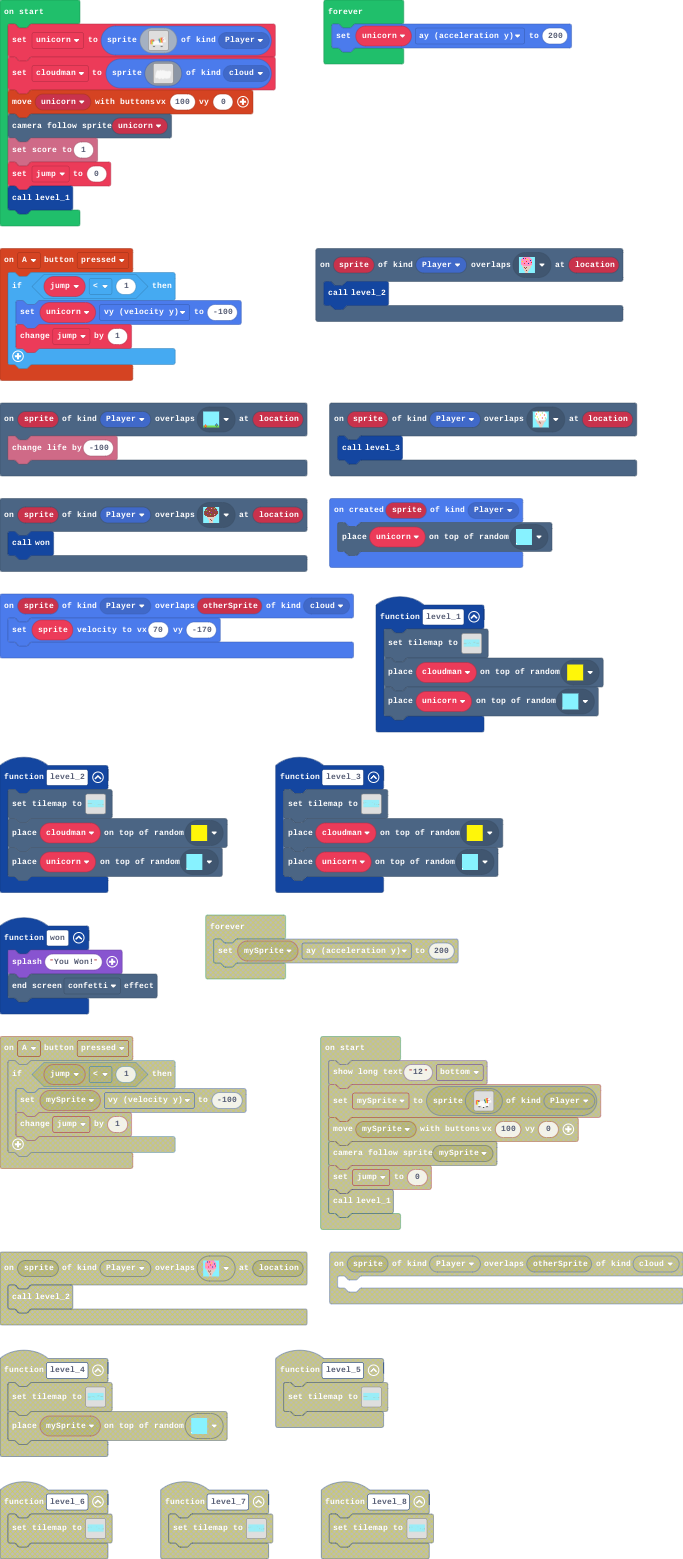 on start
set unicorn to sprite of kind Player
set cloudman to sprite of kind cloud
move unicorn with buttons vx 100 vy 0
camera follow sprite unicorn
set score to 1
set jump to 0
call level_1
forever
set unicorn ay (acceleration y) to 200
on A button pressed
if jump < 1 then
set unicorn vy (velocity y) to -100
change jump by 1
on sprite of kind Player overlaps at location
call level_2
on sprite of kind Player overlaps at location
change life by -100
on sprite of kind Player overlaps at location
call level_3
on sprite of kind Player overlaps at location
call won
on created sprite of kind Player
place unicorn on top of random
on sprite of kind Player overlaps otherSprite of kind cloud
set sprite velocity to vx 70 vy -170
function level_1
set tilemap to
place cloudman on top of random
place unicorn on top of random
function level_2
set tilemap to
place cloudman on top of random
place unicorn on top of random
function level_3
set tilemap to
place cloudman on top of random
place unicorn on top of random
function won
splash "You Won!"
end screen confetti effect
forever
set mySprite ay (acceleration y) to 200
on A button pressed
if jump < 1 then
set mySprite vy (velocity y) to -100
change jump by 1
on start
show long text "12" bottom
set mySprite to sprite of kind Player
move mySprite with buttons vx 100 vy 0
camera follow sprite mySprite
set jump to 0
call level_1
on sprite of kind Player overlaps at location
call level_2
on sprite of kind Player overlaps otherSprite of kind cloud
function level_4
set tilemap to
place mySprite on top of random
function level_5
set tilemap to
function level_6
set tilemap to
function level_7
set tilemap to
function level_8
set tilemap to